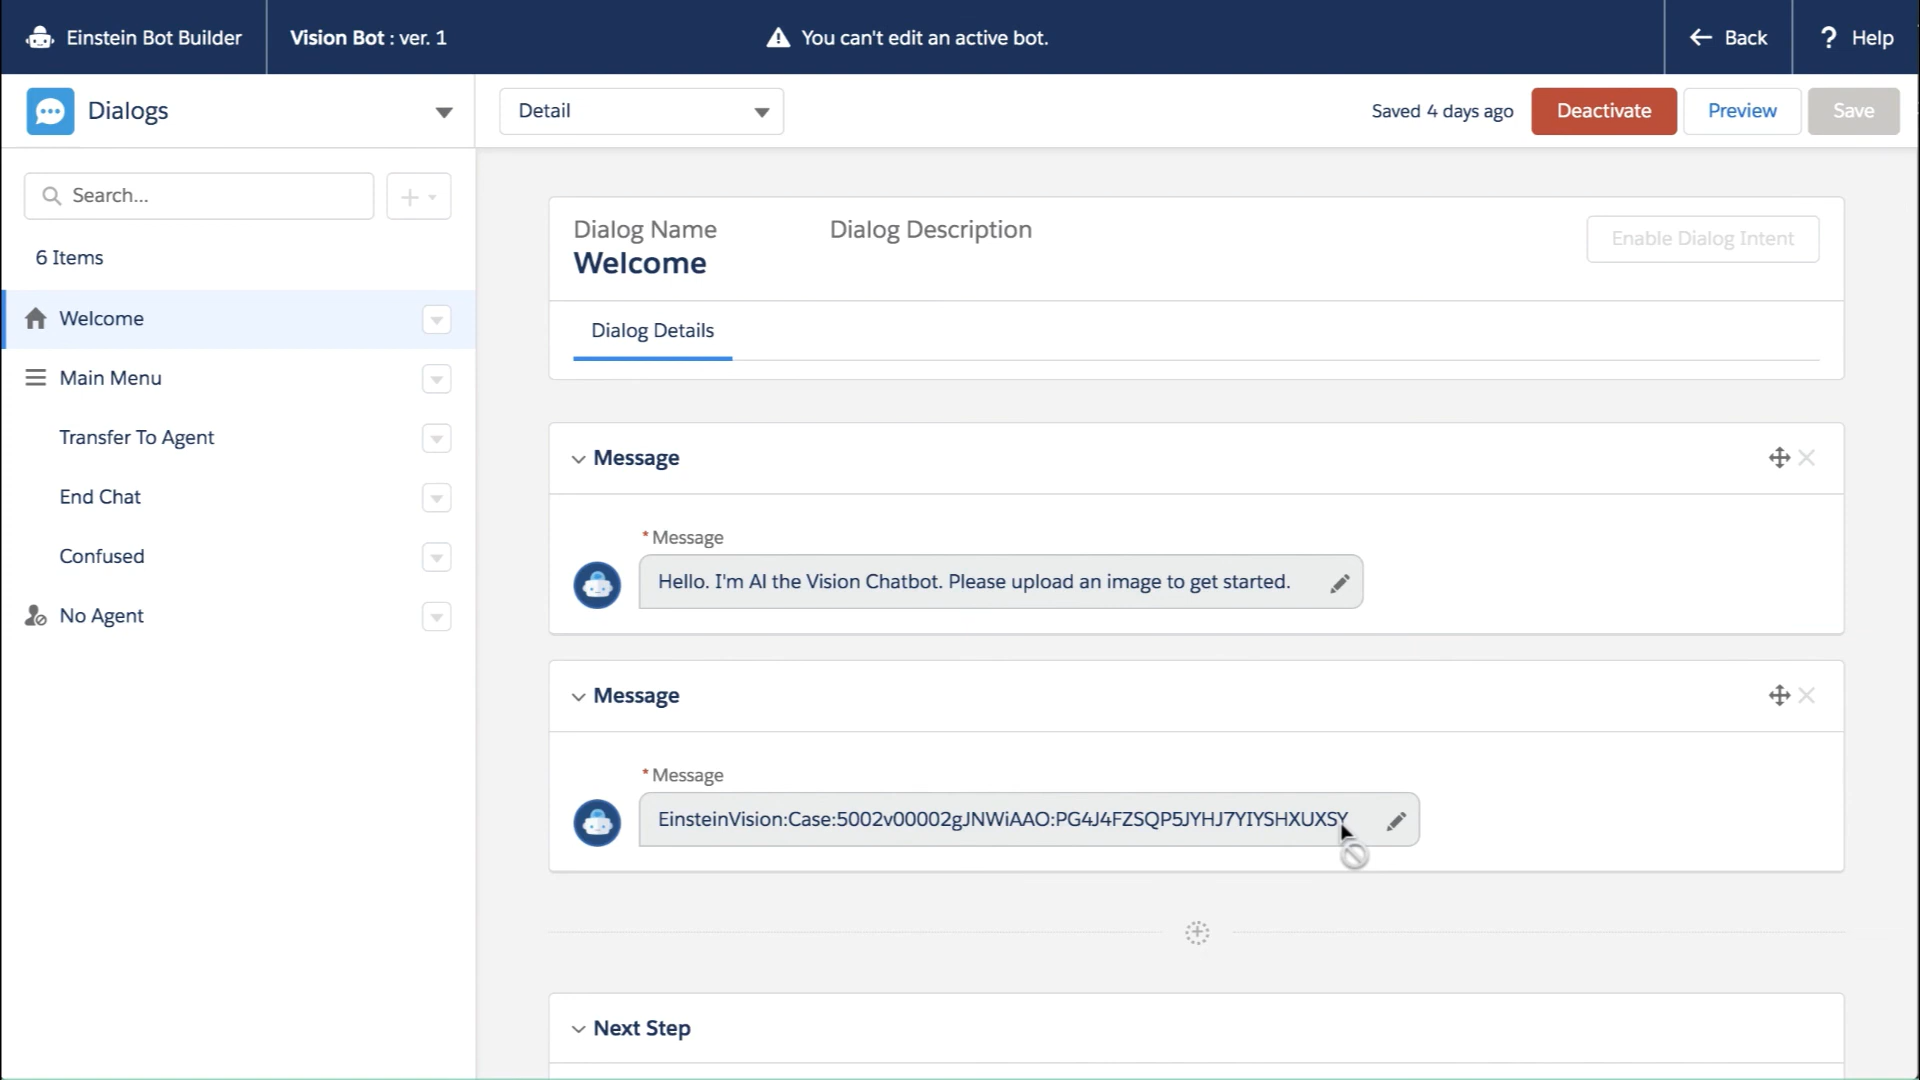 Einstein Bot Builder
Vision Bot : ver. 1
You can't edit an active bot.
Back
? Help
Dialogs
Detail
Saved 4 days ago
Deactivate
Preview
Save
Search...
6 Items
Welcome
Main Menu
Transfer To Agent
End Chat
Confused
No Agent
Dialog Name
Dialog Description
Welcome
Enable Dialog Intent
Dialog Details
Message
* Message
Hello. I'm AI the Vision Chatbot. Please upload an image to get started.
Message
* Message
EinsteinVision:Case:5002v00002gJNWiAAO:PG4J4FZSQP5JYHJ7YIYSHXUXSY
Next Step